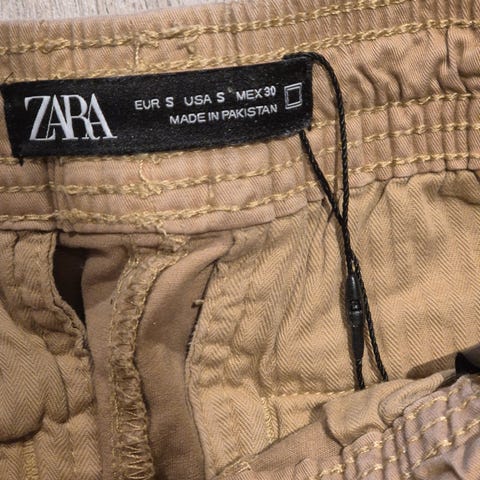 ZARA
EUR S USA S MEX 30
MADE IN PAKISTAN